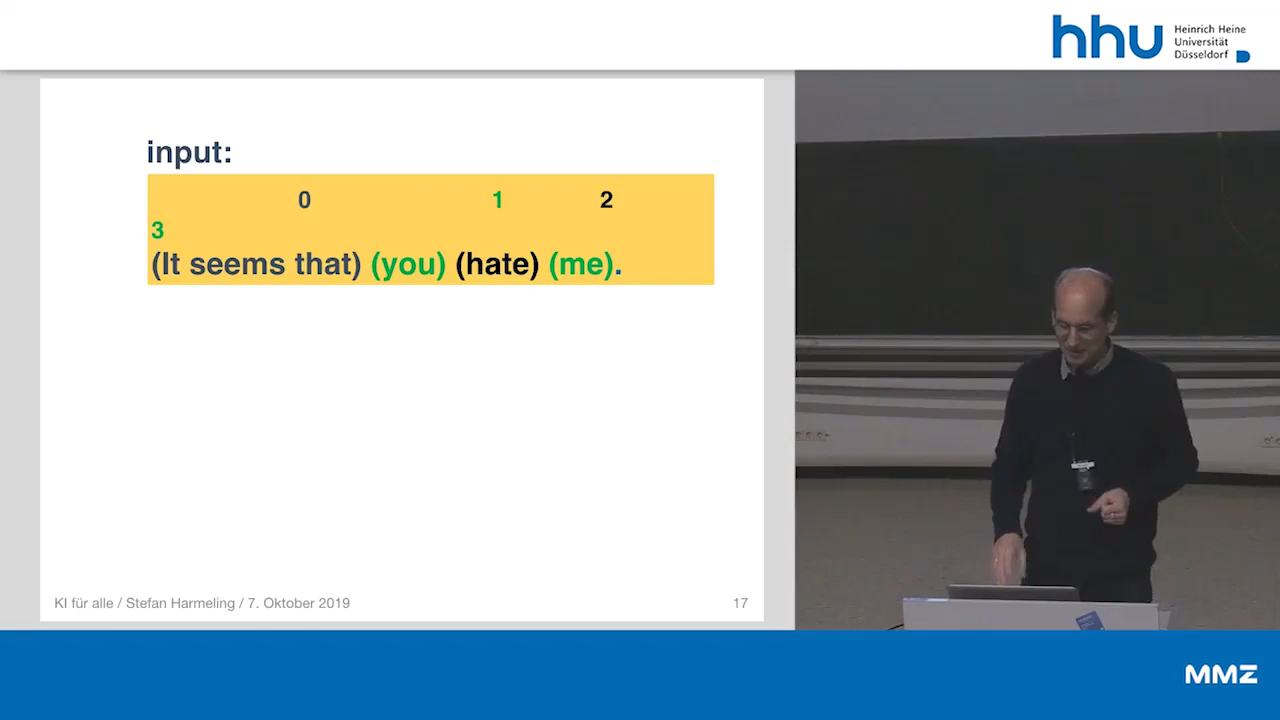 hhu
Heinrich Heine
Universität
Düsseldorf
input:
0 1 2
3
(It seems that) (you) (hate) (me).
KI für alle / Stefan Harmeling / 7. Oktober 2019
17
MMZ